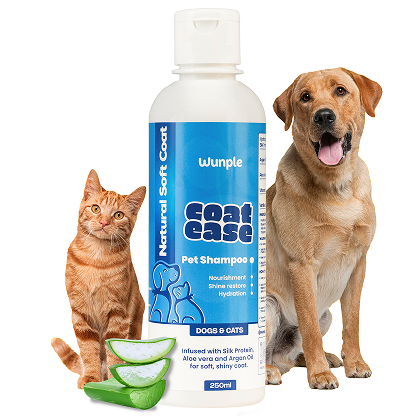 Wunple
Natural Soft Coat
wunple
coat
ease
Pet Shampoo
Nourishment
Shine restore
Hydration
DOGS & CATS
Infused with Silk Protein,
Aloe vera and Argan Oil
for soft, shiny coat.
250ml